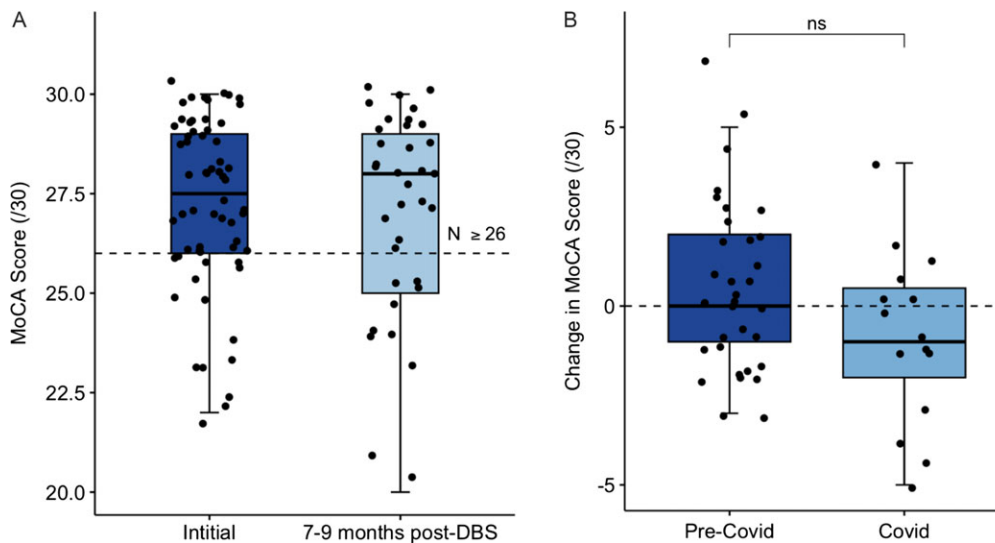 A
MoCA Score (/30)
30.0
27.5
25.0
22.5
20.0
N ≥ 26
Intitial
7-9 months post-DBS
B
ns
Change in MoCA Score (/30)
5
0
-5
Pre-Covid
Covid